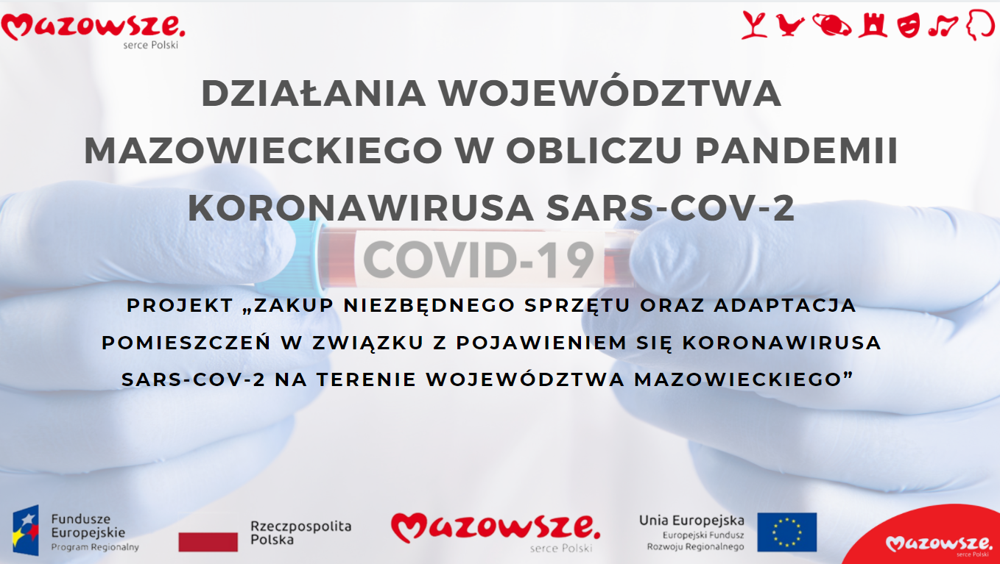 Mazowsze.
serce Polski
DZIAŁANIA WOJEWÓDZTWA
MAZOWIECKIEGO W OBLICZU PANDEMII
KORONAWIRUSA SARS-COV-2
COVID-19
PROJEKT „ZAKUP NIEZBĘDNEGO SPRZĘTU ORAZ ADAPTACJA
POMIESZCZEŃ W ZWIĄZKU Z POJAWIENIEM SIĘ KORONAWIRUSA
SARS-COV-2 NA TERENIE WOJEWÓDZTWA MAZOWIECKIEGO”
Fundusze
Europejskie
Program Regionalny
Rzeczpospolita
Polska
Mazowsze.
serce Polski
Unia Europejska
Europejski Fundusz
Rozwoju Regionalnego
Mazowsze.
serce Polski